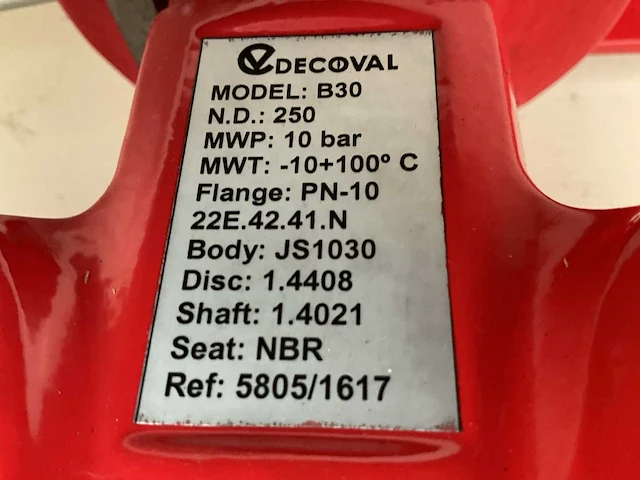 DECOVAL
MODEL: B30
N.D.: 250
MWP: 10 bar
MWT: -10+100º C
Flange: PN-10
22E.42.41.N
Body: JS1030
Disc: 1.4408
Shaft: 1.4021
Seat: NBR
Ref: 5805/1617